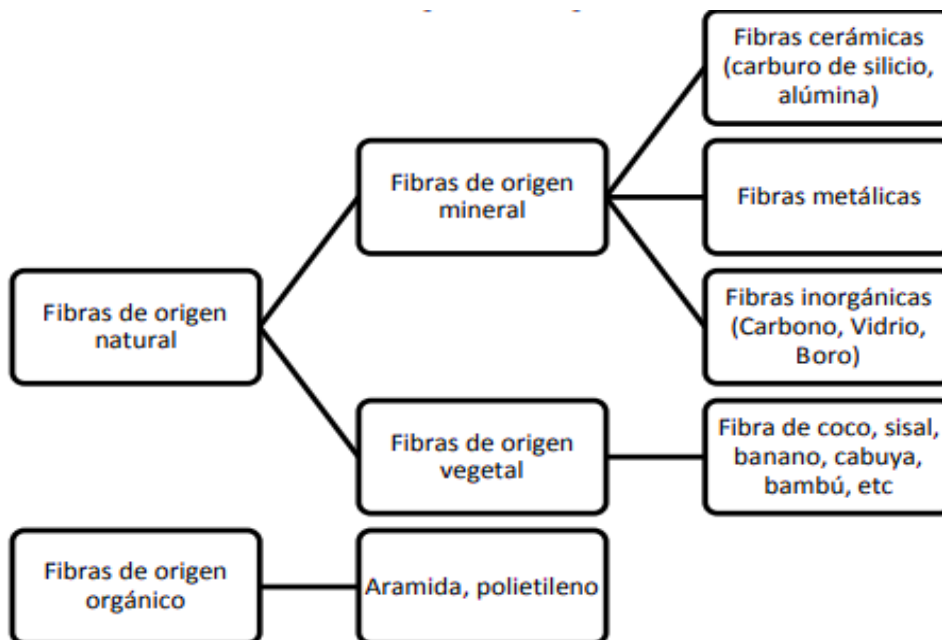 Fibras cerámicas
(carburo de silicio,
alúmina)
Fibras de origen
mineral
Fibras metálicas
Fibras inorgánicas
(Carbono, Vidrio,
Boro)
Fibras de origen
natural
Fibras de origen
vegetal
Fibra de coco, sisal,
banano, cabuya,
bambú, etc
Fibras de origen
orgánico
Aramida, polietileno